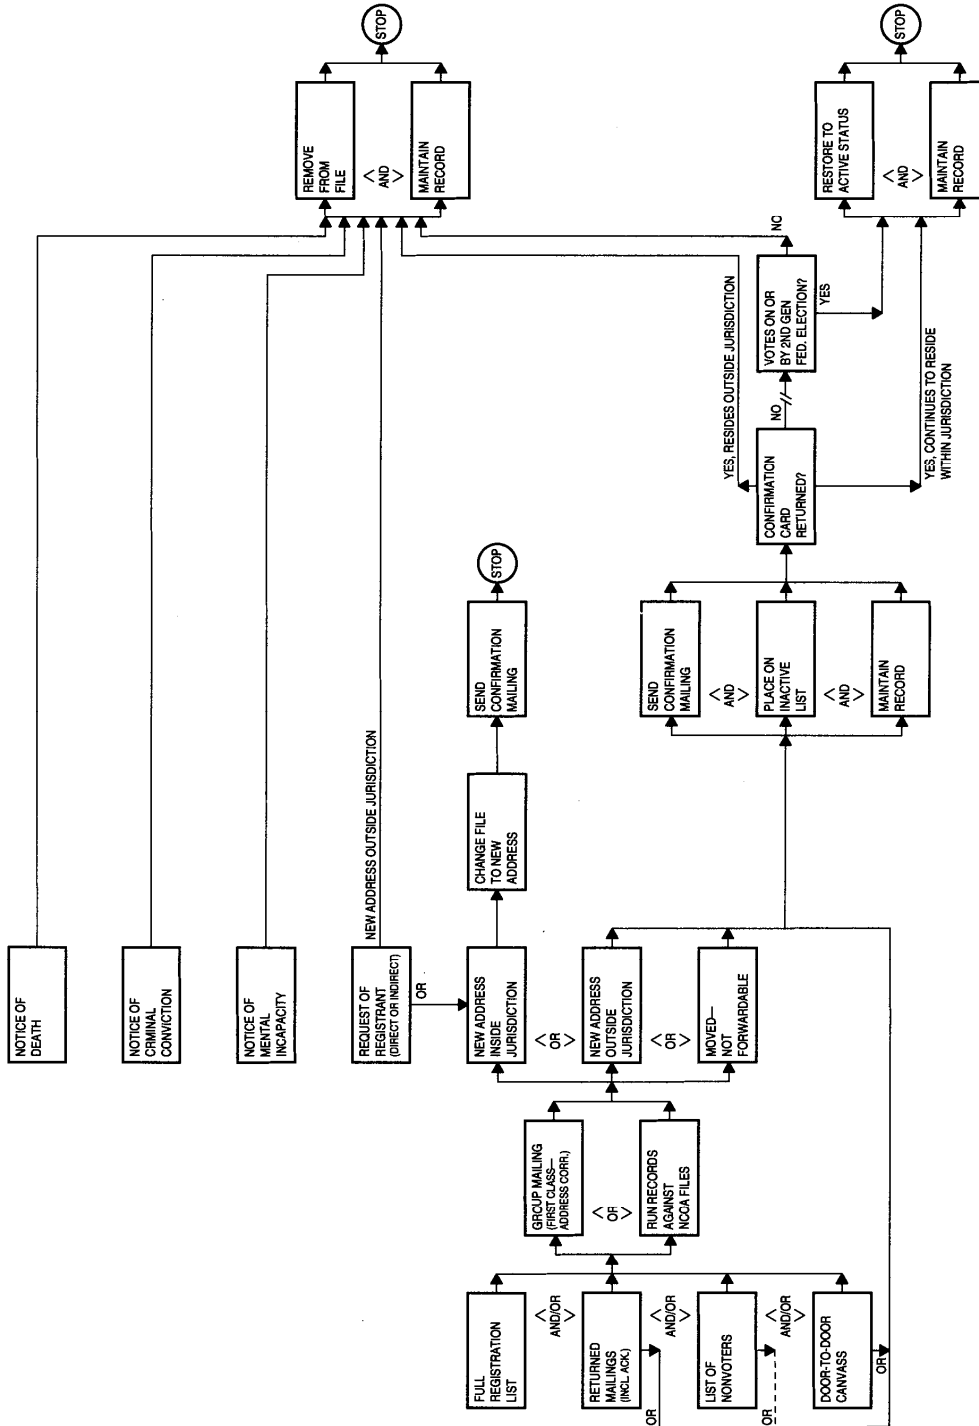 NOTICE OF
DEATH
NOTICE OF
CRMINAL
CONVICTION
NOTICE OF
MENTAL
INCAPACITY
REQUEST OF
REGISTRANT
(DIRECT OR INDIRECT)
NEW ADDRESS OUTSIDE JURISDICTION
OR
REMOVE
FROM
FILE
< AND >
MAINTAIN
RECORD
STOP
FULL
REGISTRATION
LIST
< AND/OR >
RETURNED
MAILINGS
(INCL. ACK.)
OR
< AND/OR >
LIST OF
NONVOTERS
OR
< AND/OR >
DOOR-TO-DOOR
CANVASS
OR
GROUP MAILING
(FIRST CLASS—
ADDRESS CORR.)
< OR >
RUN RECORDS
AGAINST
NCOA FILES
NEW ADDRESS
INSIDE
JURISDICTION
< OR >
NEW ADDRESS
OUTSIDE
JURISDICTION
< OR >
MOVED—
NOT
FORWARDABLE
CHANGE FILE
TO NEW
ADDRESS
SEND
CONFIRMATION
MAILING
STOP
SEND
CONFIRMATION
MAILING
< AND >
PLACE ON
INACTIVE
LIST
< AND >
MAINTAIN
RECORD
CONFIRMATION
CARD
RETURNED?
YES, RESIDES OUTSIDE JURISDICTION
NO
YES, CONTINUES TO RESIDE
WITHIN JURISDICTION
VOTES ON OR
BY 2ND GEN
FED. ELECTION?
NO
YES
RESTORE TO
ACTIVE STATUS
< AND >
MAINTAIN
RECORD
STOP